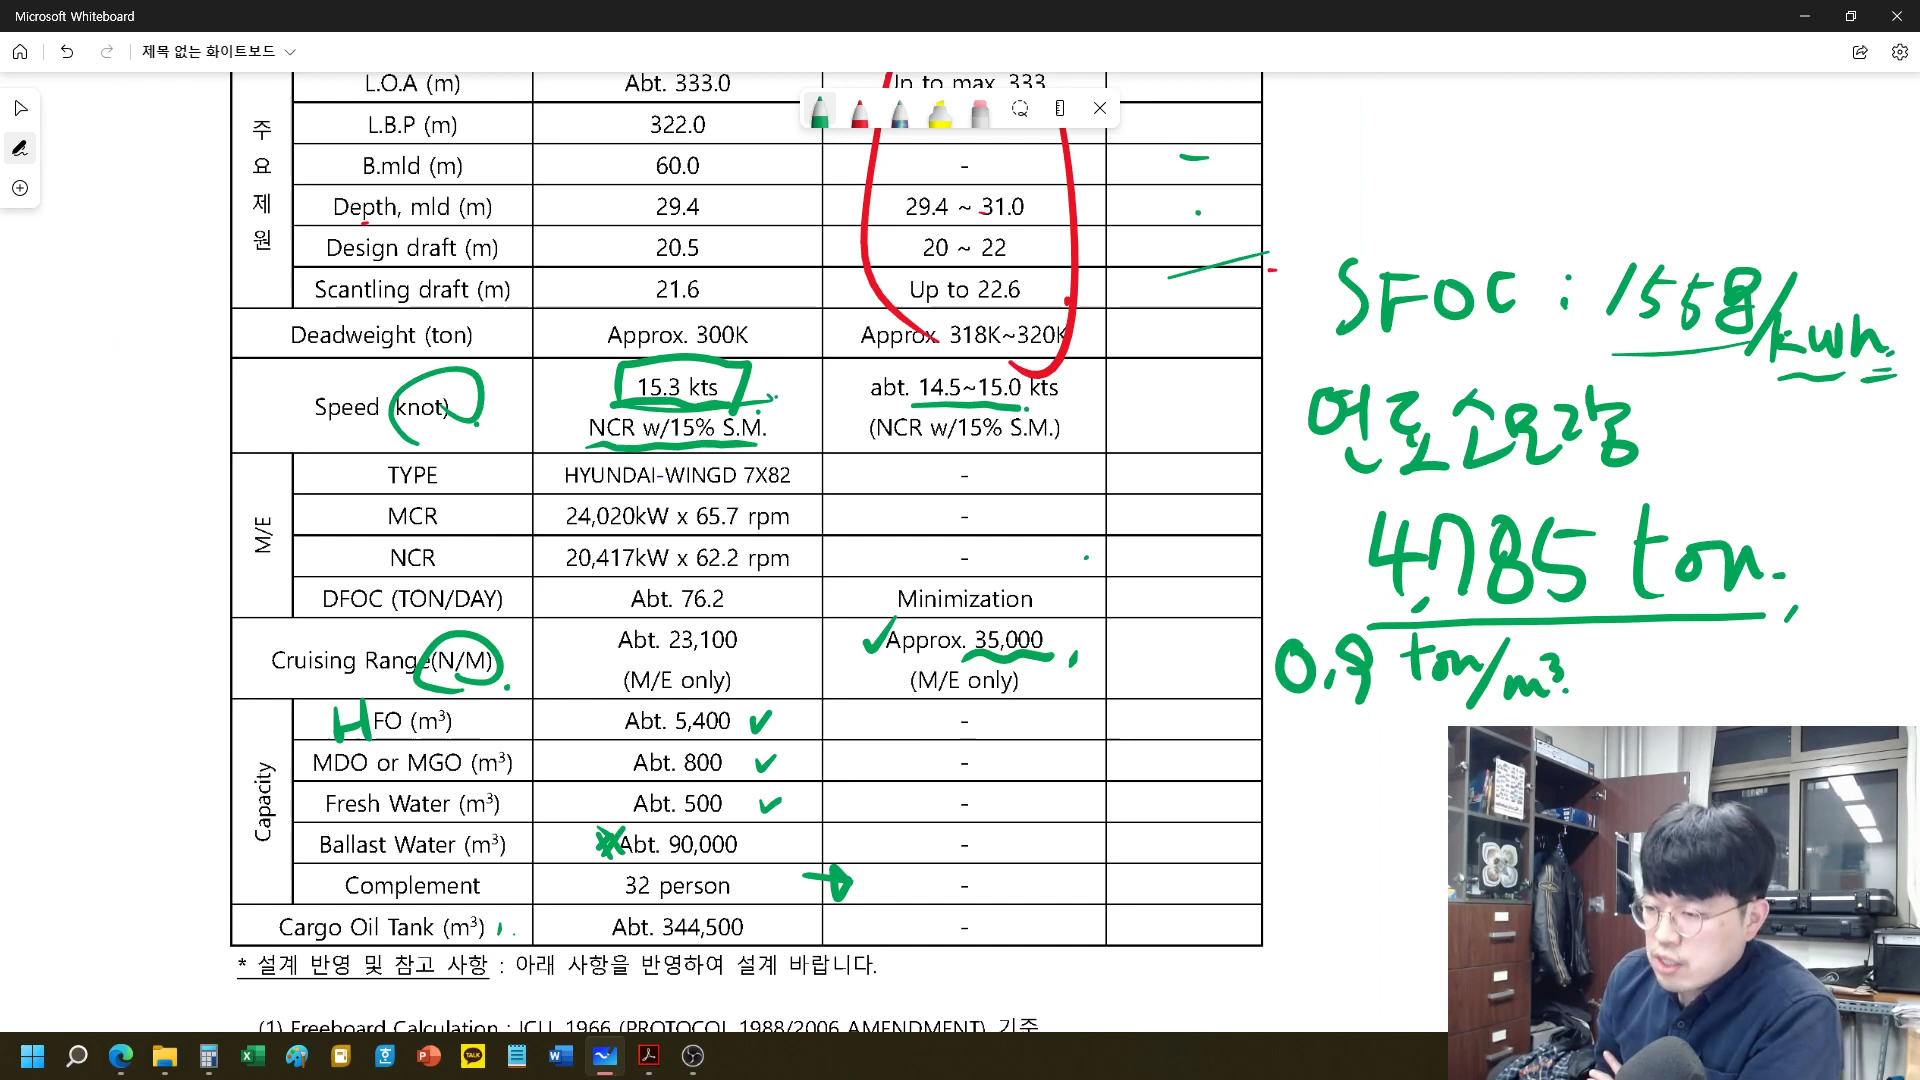 Microsoft Whiteboard
제목 없는 화이트보드
L.O.A (m) Abt. 333.0 Up to max. 333
주요제원
L.B.P (m) 322.0
B.mld (m) 60.0 -
Depth, mld (m) 29.4 29.4 ~ 31.0
Design draft (m) 20.5 20 ~ 22
Scantling draft (m) 21.6 Up to 22.6
Deadweight (ton) Approx. 300K Approx. 318K~320K
Speed (knot) 15.3 kts abt. 14.5~15.0 kts
NCR w/15% S.M. (NCR w/15% S.M.)
M/E
TYPE HYUNDAI-WINGD 7X82 -
MCR 24,020kW x 65.7 rpm -
NCR 20,417kW x 62.2 rpm -
DFOC (TON/DAY) Abt. 76.2 Minimization
Cruising Range(N/M) Abt. 23,100 Approx. 35,000
(M/E only) (M/E only)
Capacity
HFO (m³) Abt. 5,400 -
MDO or MGO (m³) Abt. 800 -
Fresh Water (m³) Abt. 500 -
Ballast Water (m³) Abt. 90,000 -
Complement 32 person -
Cargo Oil Tank (m³) Abt. 344,500 -
* 설계 반영 및 참고 사항 : 아래 사항을 반영하여 설계 바랍니다.
(1) Freeboard Calculation : ICLL 1966 (PROTOCOL 1988/2006 AMENDMENT) 기준
SFOC : 155g/kwh.
연료소모량
4,785 ton.
0.9 ton/m³.